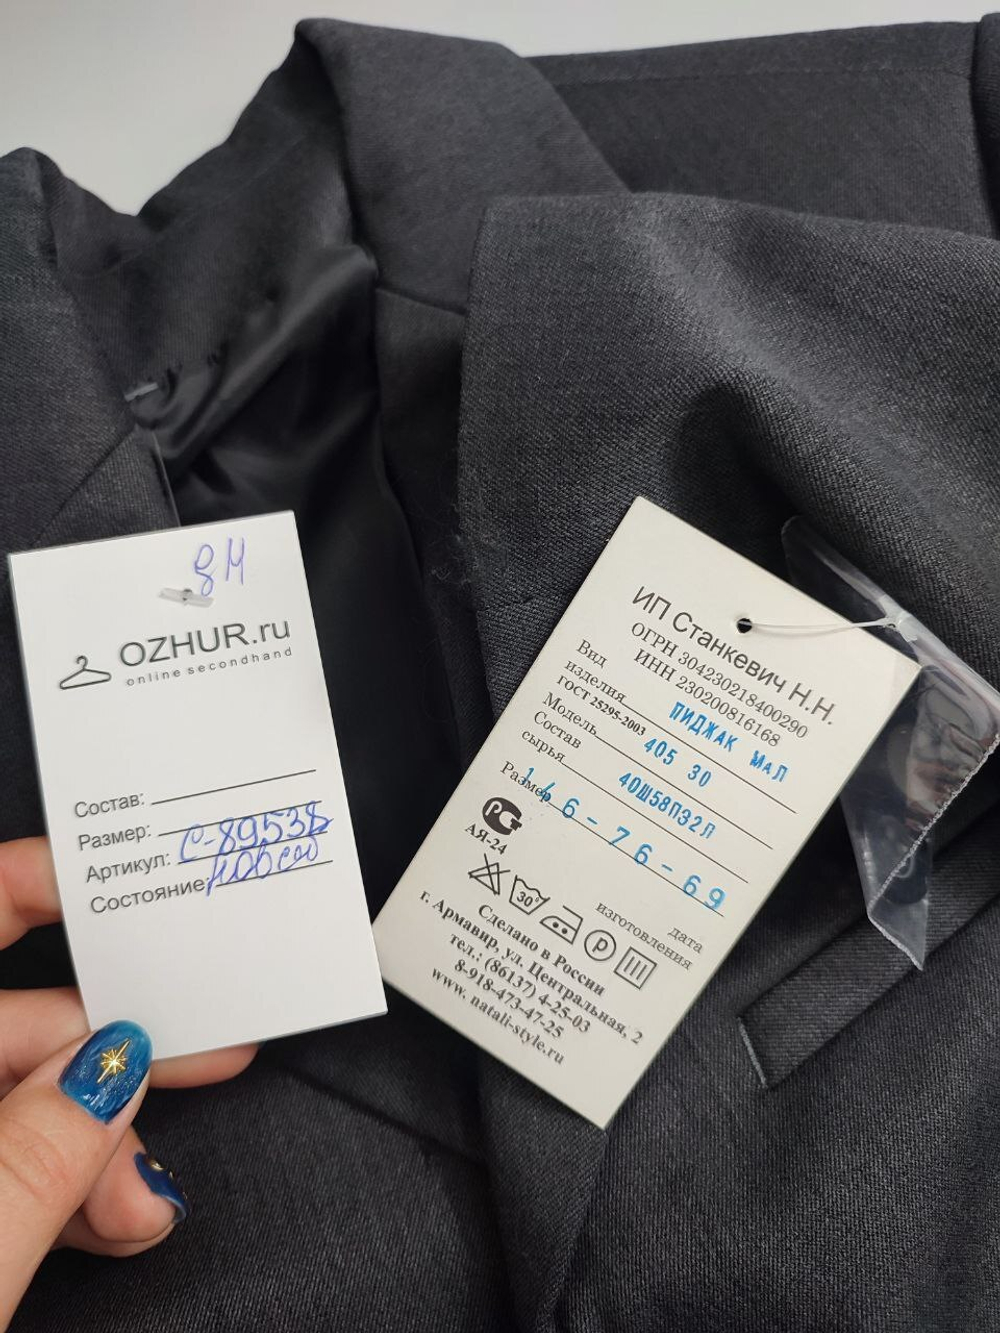 8М
OZHUR.ru
online secondhand
Состав:
Размер:
Артикул: С-89538
Состояние: новое
ИП Станкевич Н.Н.
ОГРН 304230218400290
ИНН 230200816168
Вид
изделия ПИДЖАК МАЛ
ГОСТ 25295-2003
Модель 405 30
Состав
сырья 40Ш58П32Л
Размер 146-76-69
РС
АЯ-24
дата
изготовления
30°
P
Сделано в России
г. Армавир, ул. Центральная, 2
тел.: (86137) 4-25-03
8-918-473-47-25
www. natali-style.ru